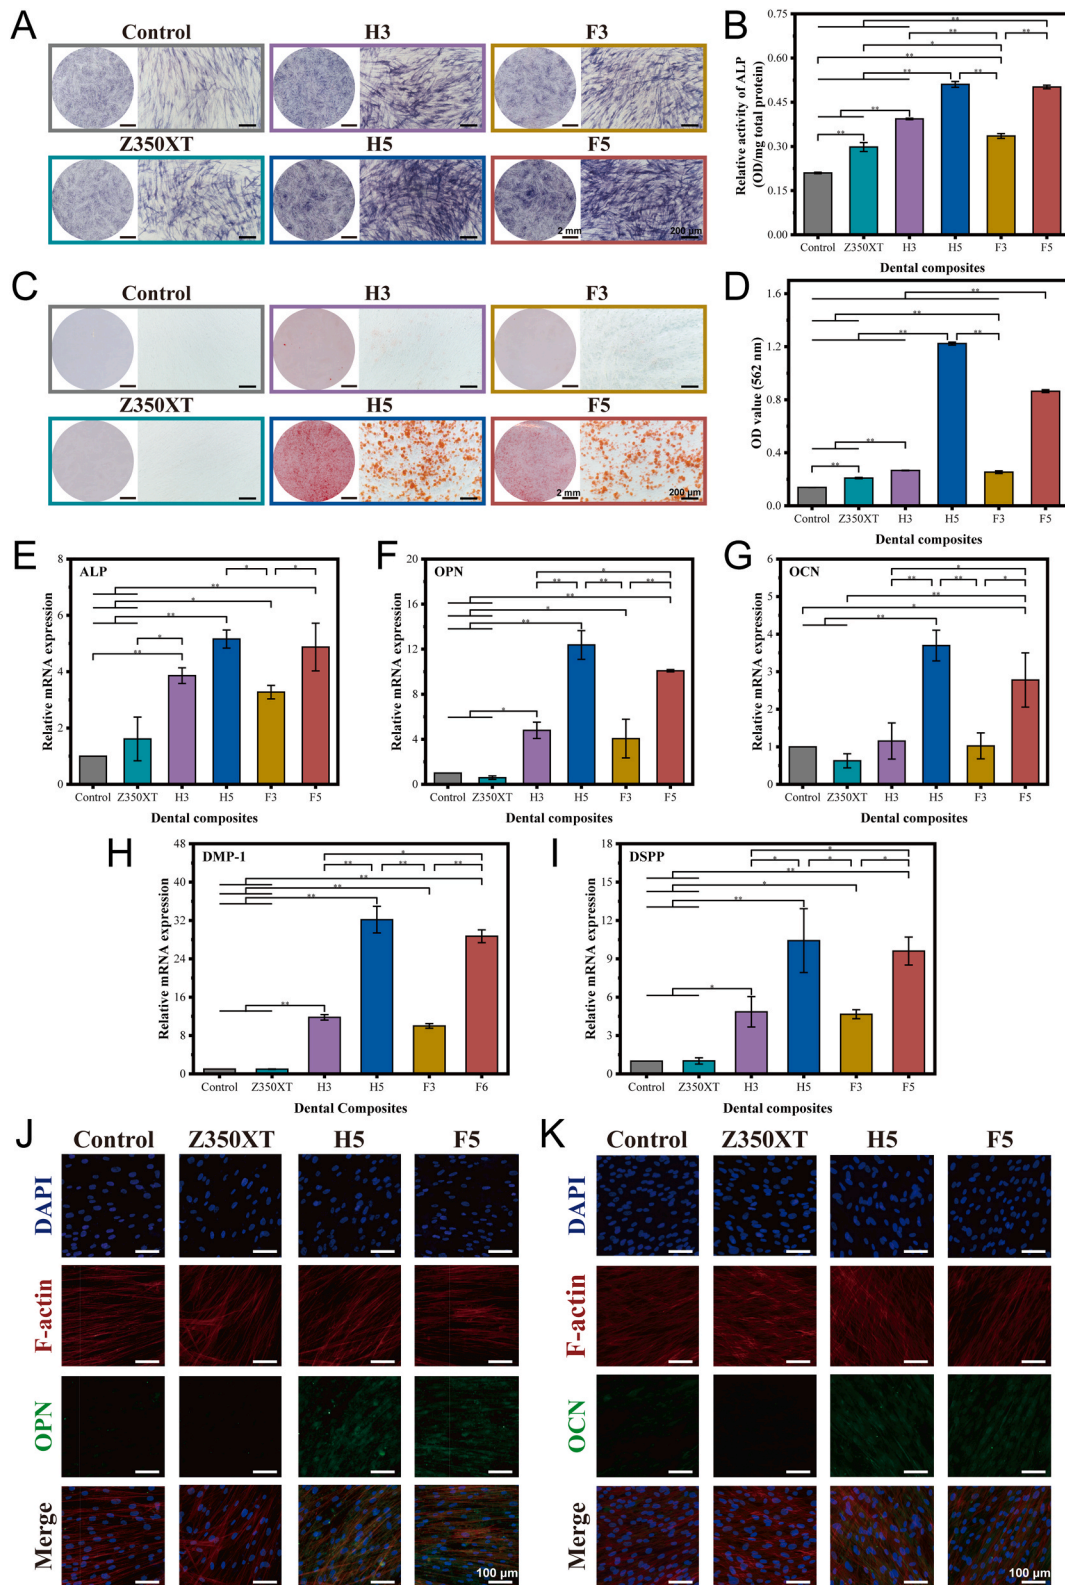 A
Control
H3
F3
Z350XT
H5
F5
2 mm
200 μm
B
Relative activity of ALP
(OD/mg total protein)
0.75
0.60
0.45
0.30
0.15
0.00
**
**
**
*
*
**
**
**
**
Control
Z350XT
H3
H5
F3
F5
Dental composites
C
Control
H3
F3
Z350XT
H5
F5
2 mm
200 μm
D
OD value (562 nm)
1.6
1.2
0.8
0.4
0.0
**
**
**
**
**
**
Control
Z350XT
H3
H5
F3
F5
Dental composites
E
ALP
Relative mRNA expression
8
6
4
2
0
*
*
**
*
**
*
**
Control
Z350XT
H3
H5
F3
F5
Dental composites
F
OPN
Relative mRNA expression
20
16
12
8
4
0
*
**
**
**
**
*
**
*
Control
Z350XT
H3
H5
F3
F5
Dental composites
G
OCN
Relative mRNA expression
6
5
4
3
2
1
0
*
**
**
*
**
*
**
Control
Z350XT
H3
H5
F3
F5
Dental composites
H
DMP-1
Relative mRNA expression
48
40
32
24
16
8
0
*
**
**
**
**
**
**
**
Control
Z350XT
H3
H5
F3
F6
Dental Composites
I
DSPP
Relative mRNA expression
18
15
12
9
6
3
0
*
*
*
*
**
*
**
*
Control
Z350XT
H3
H5
F3
F5
Dental composites
J
Control
Z350XT
H5
F5
DAPI
F-actin
OPN
Merge
100 μm
K
Control
Z350XT
H5
F5
DAPI
F-actin
OCN
Merge
100 μm